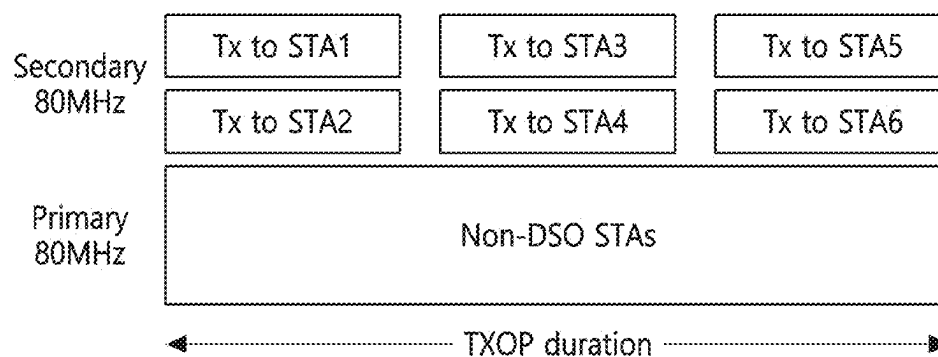 Tx to STA1 Tx to STA3 Tx to STA5
Secondary
80MHz
Tx to STA2 Tx to STA4 Tx to STA6
Primary
80MHz
Non-DSO STAs
TXOP duration